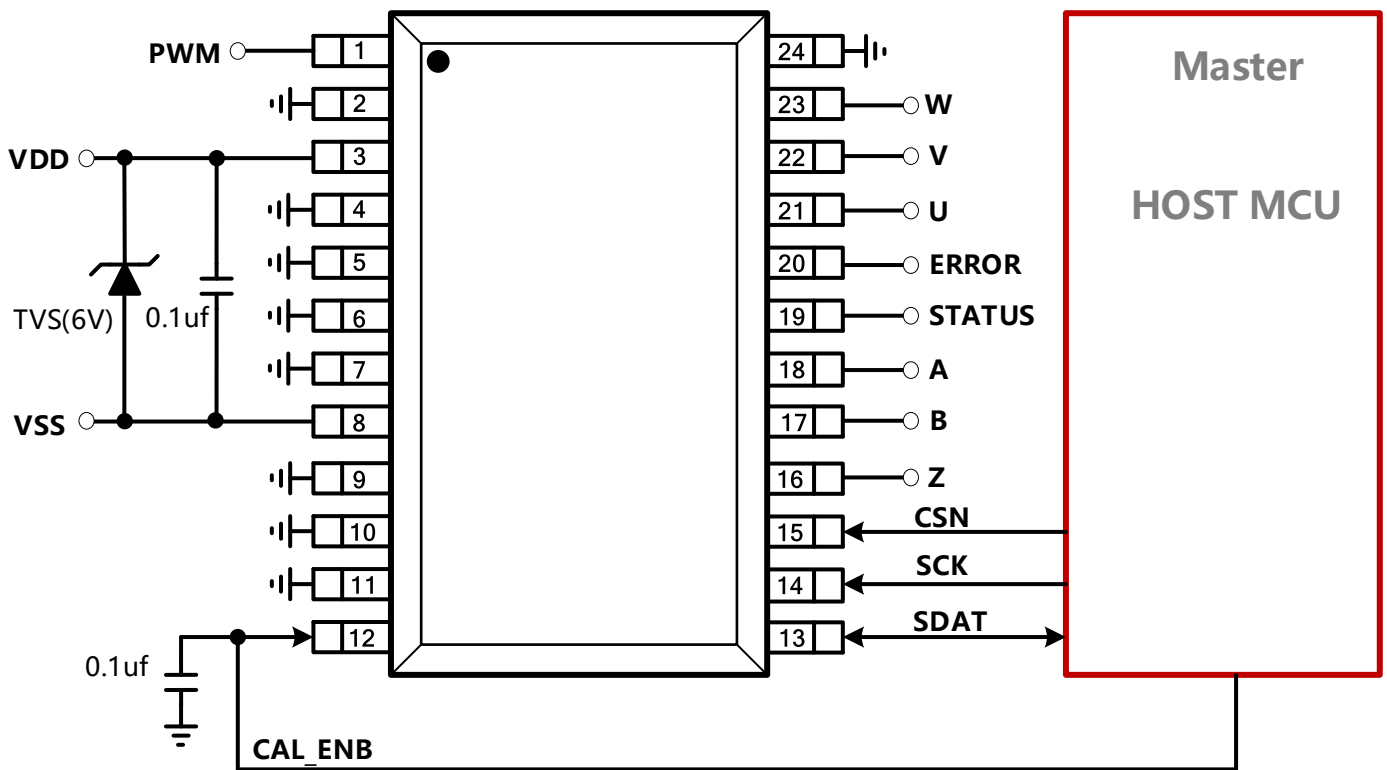 PWM
1
24
Master
2
23
W
VDD
3
22
V
4
21
U
HOST MCU
5
20
ERROR
TVS(6V)
0.1uf
6
19
STATUS
7
18
A
VSS
8
17
B
9
16
Z
10
15
CSN
11
14
SCK
12
13
SDAT
0.1uf
CAL_ENB